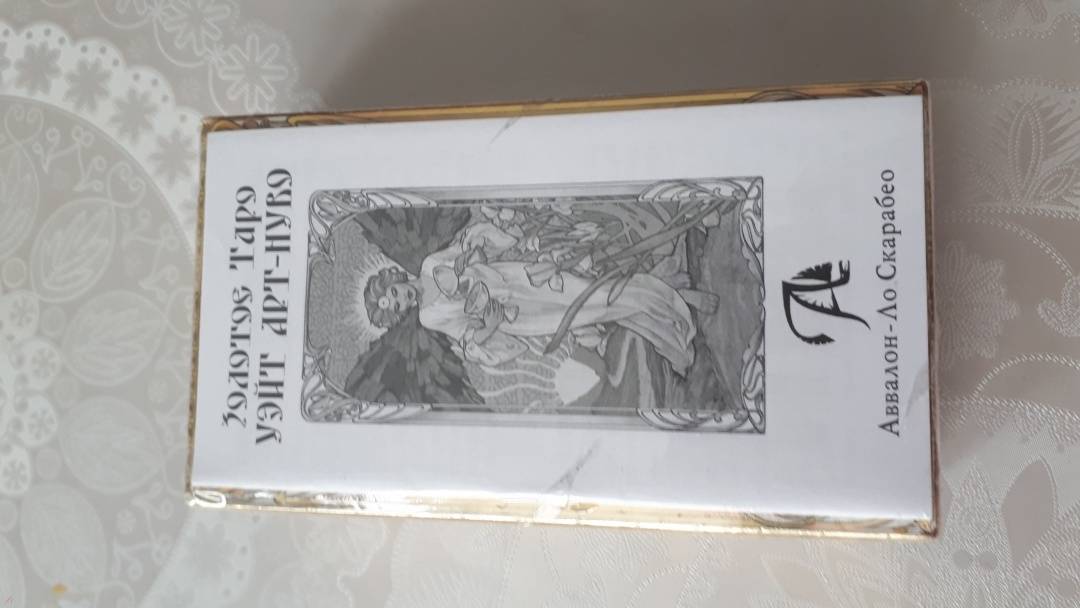 Золотое Таро
УЭЙТ АРТ-НУВО
Аввалон-Ло Скарабео